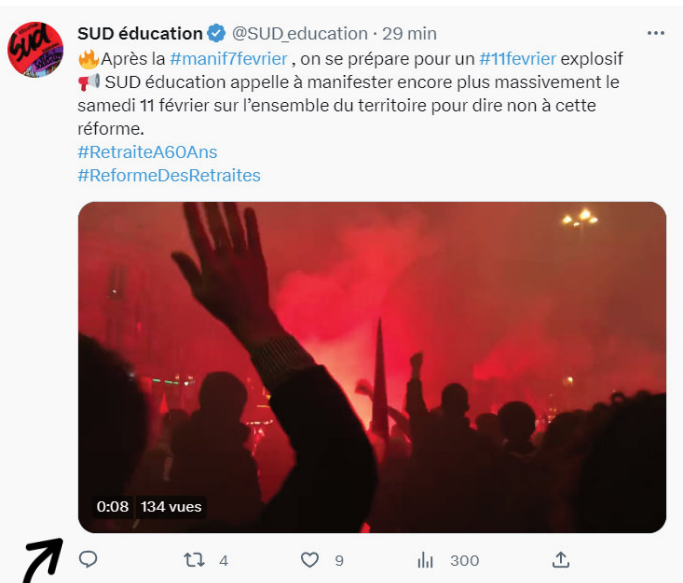 SUD éducation @SUD_education · 29 min
Après la #manif7fevrier , on se prépare pour un #11fevrier explosif
SUD éducation appelle à manifester encore plus massivement le
samedi 11 février sur l’ensemble du territoire pour dire non à cette
réforme.
#RetraiteA60Ans
#ReformeDesRetraites
0:08 134 vues
4 9 300